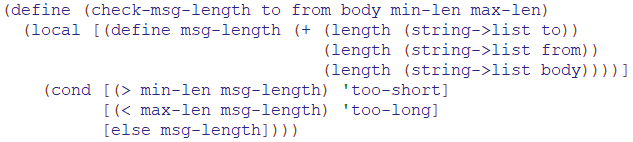 (define (check-msg-length to from body min-len max-len)
  (local [(define msg-length (+ (length (string->list to))
                                (length (string->list from))
                                (length (string->list body))))]
    (cond [(> min-len msg-length) 'too-short]
          [(< max-len msg-length) 'too-long]
          [else msg-length])))